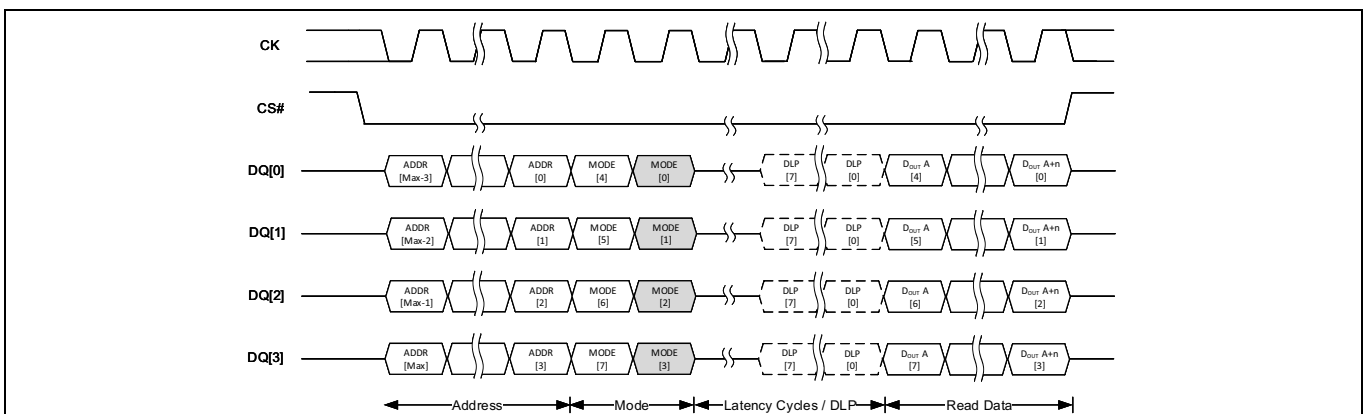 CK
CS#
DQ[0] ADDR [Max-3] ADDR [0] MODE [4] MODE [0] DLP [7] DLP [0] DOUT A [4] DOUT A+n [0]
DQ[1] ADDR [Max-2] ADDR [1] MODE [5] MODE [1] DLP [7] DLP [0] DOUT A [5] DOUT A+n [1]
DQ[2] ADDR [Max-1] ADDR [2] MODE [6] MODE [2] DLP [7] DLP [0] DOUT A [6] DOUT A+n [2]
DQ[3] ADDR [Max] ADDR [3] MODE [7] MODE [3] DLP [7] DLP [0] DOUT A [7] DOUT A+n [3]
Address Mode Latency Cycles / DLP Read Data